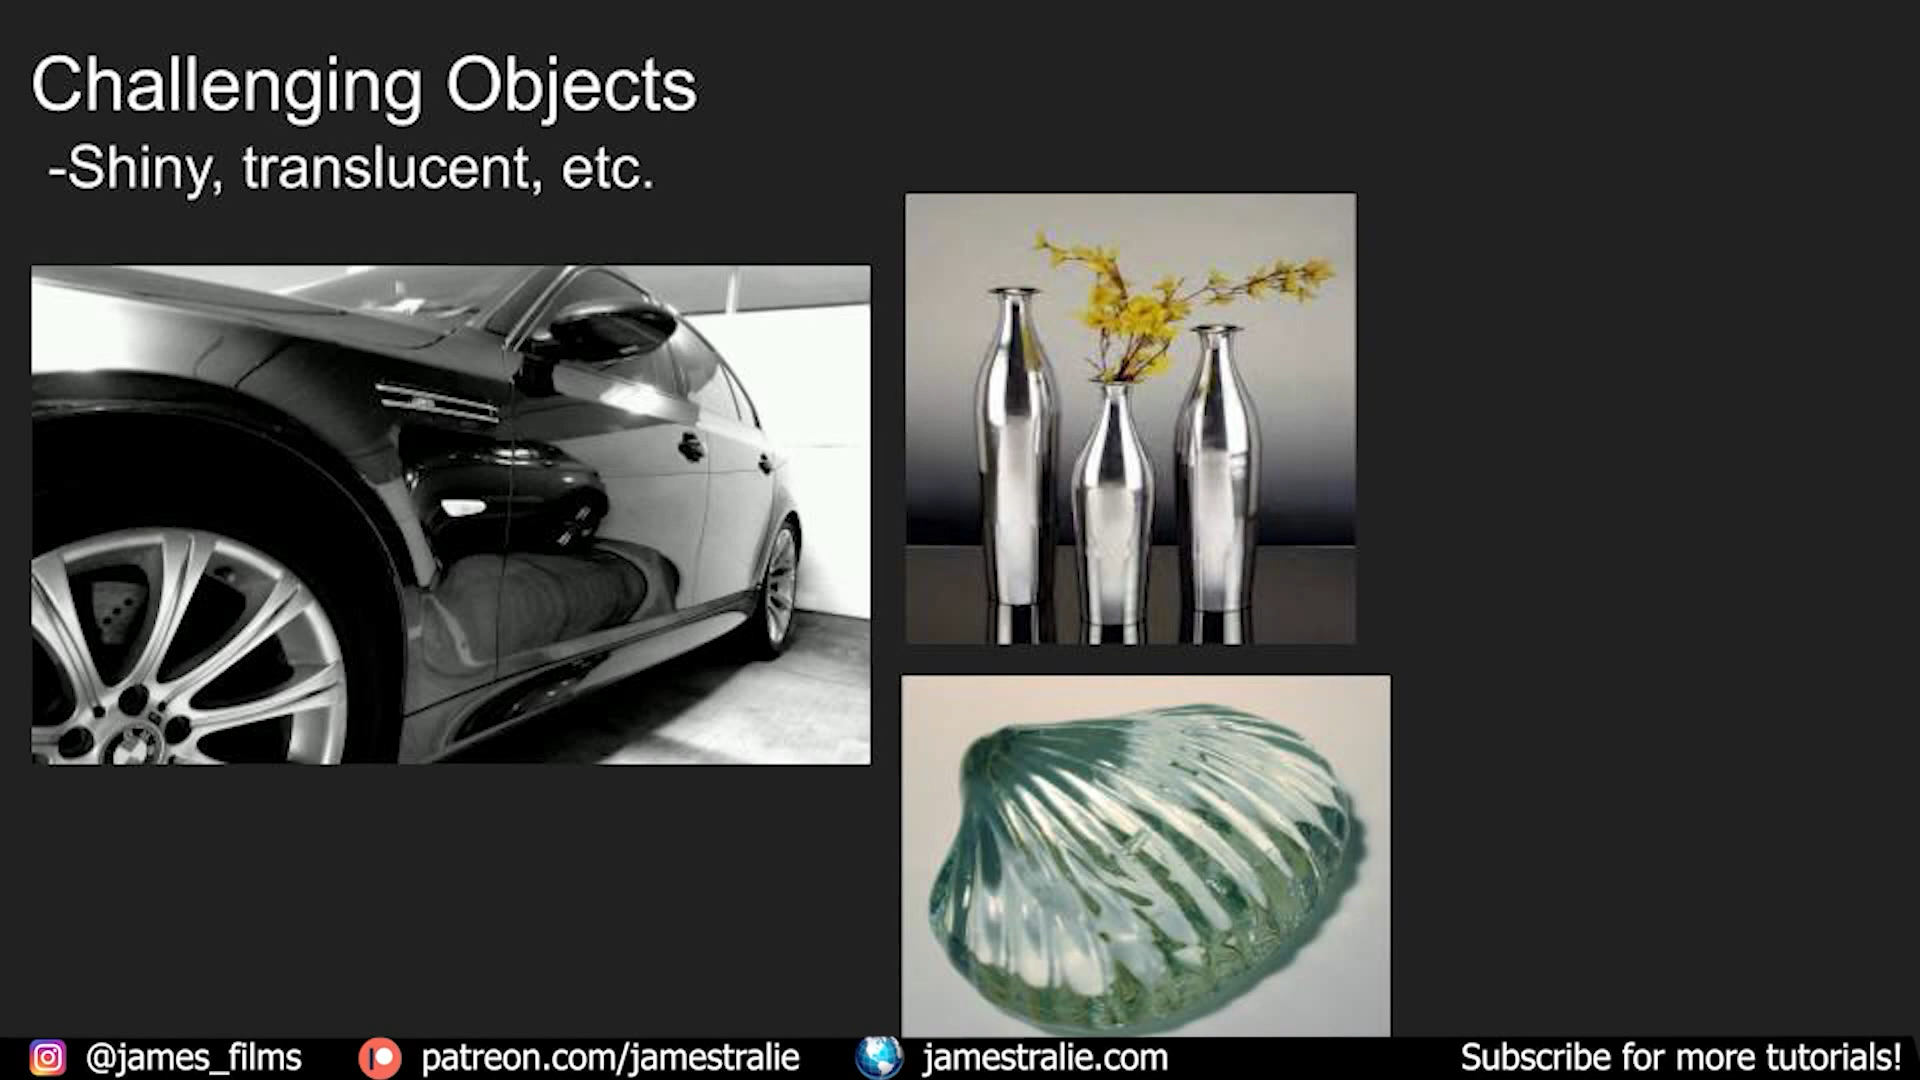 Challenging Objects
-Shiny, translucent, etc.
@james_films patreon.com/jamestralie jamestralie.com Subscribe for more tutorials!